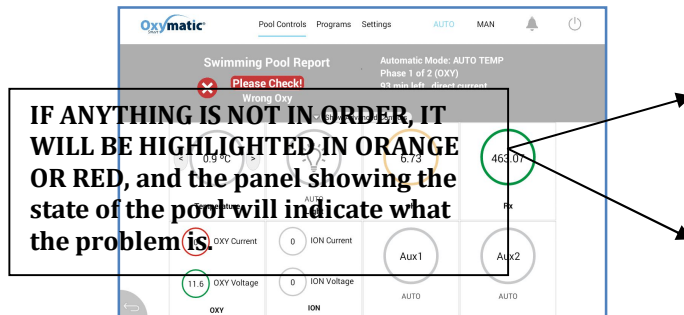 Oxymatic
SMART
Pool Controls Programs Settings AUTO MAN
Swimming Pool Report
Please Check!
Wrong Oxy
Automatic Mode: AUTO TEMP
Phase 1 of 2 (OXY)
93 min left, direct current
IF ANYTHING IS NOT IN ORDER, IT
WILL BE HIGHLIGHTED IN ORANGE
OR RED, and the panel showing the
state of the pool will indicate what
the problem is.
< 0.9 ºC >
Temperature
AUTO
Light
6.73
463.07
Rx
OXY Current
0 ION Current
11.6 OXY Voltage
0 ION Voltage
OXY
ION
Aux1
AUTO
Aux2
AUTO